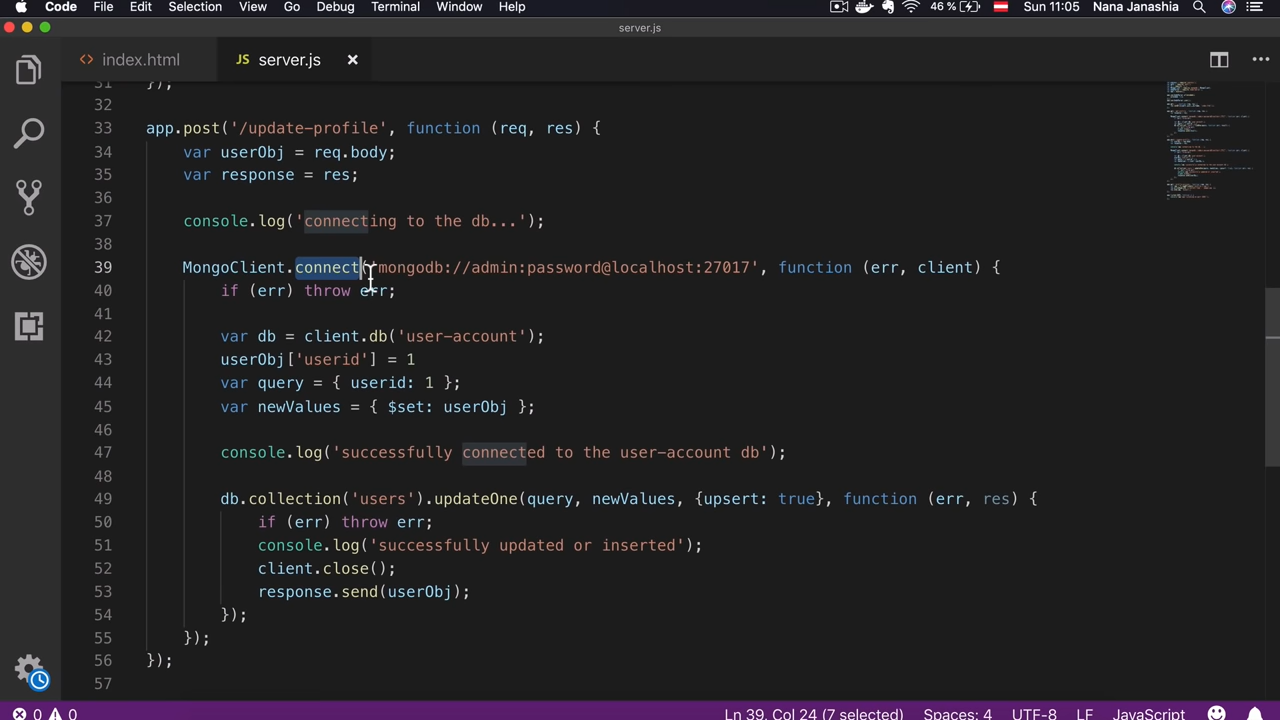 Code File Edit Selection View Go Debug Terminal Window Help 46 % Sun 11:05 Nana Janashia
server.js
<> index.html JS server.js ×
31 });
32
33 app.post('/update-profile', function (req, res) {
34 var userObj = req.body;
35 var response = res;
36
37 console.log('connecting to the db...');
38
39 MongoClient.connect('mongodb://admin:password@localhost:27017', function (err, client) {
40 if (err) throw err;
41
42 var db = client.db('user-account');
43 userObj['userid'] = 1
44 var query = { userid: 1 };
45 var newValues = { $set: userObj };
46
47 console.log('successfully connected to the user-account db');
48
49 db.collection('users').updateOne(query, newValues, {upsert: true}, function (err, res) {
50 if (err) throw err;
51 console.log('successfully updated or inserted');
52 client.close();
53 response.send(userObj);
54 });
55 });
56 });
57
0 0 Ln 39, Col 24 (7 selected) Spaces: 4 UTF-8 LF JavaScript